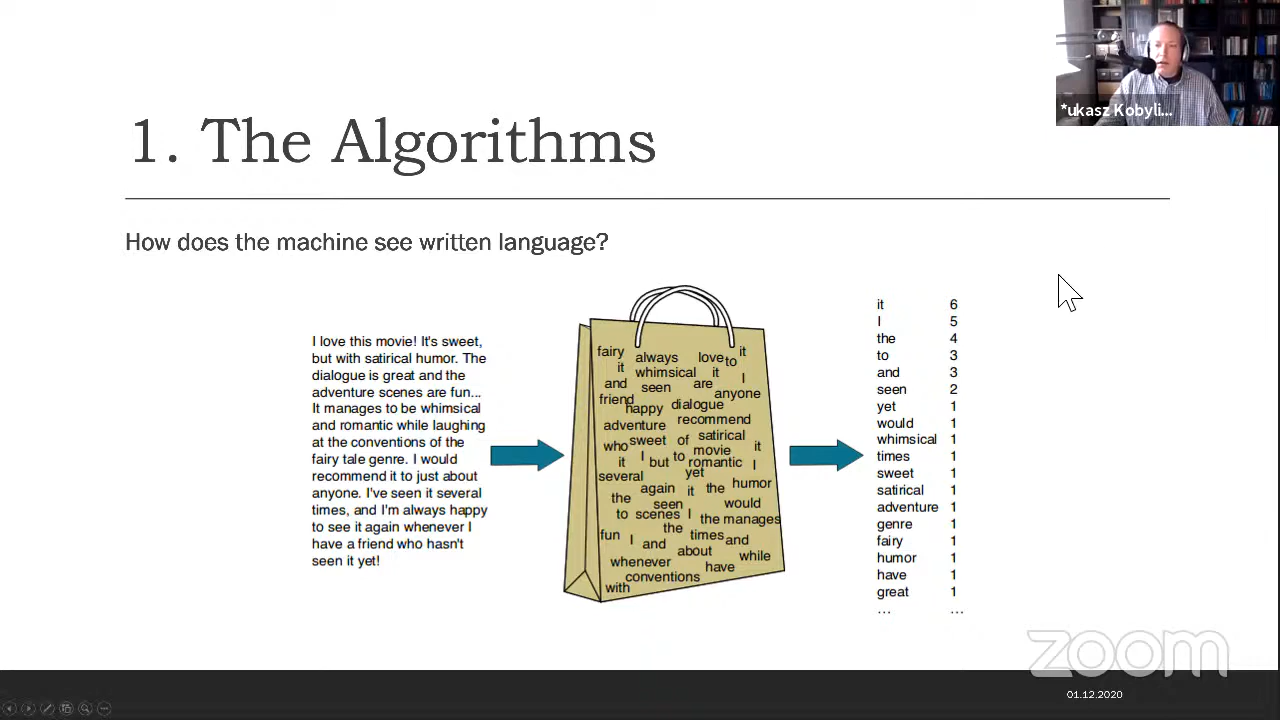 *ukasz Kobyli...
1. The Algorithms
How does the machine see written language?
I love this movie! It's sweet,
but with satirical humor. The
dialogue is great and the
adventure scenes are fun...
It manages to be whimsical
and romantic while laughing
at the conventions of the
fairy tale genre. I would
recommend it to just about
anyone. I've seen it several
times, and I'm always happy
to see it again whenever I
have a friend who hasn't
seen it yet!
fairy always love to it
it whimsical it I
and seen are anyone
friend happy dialogue
adventure recommend
who sweet of satirical
it I but to movie romantic it I
several yet
again it the humor
the seen would
to scenes I the manages
fun I and the times and
about while
whenever have
conventions
with
it 6
I 5
the 4
to 3
and 3
seen 2
yet 1
would 1
whimsical 1
times 1
sweet 1
satirical 1
adventure 1
genre 1
fairy 1
humor 1
have 1
great 1
... ...
zoom
01.12.2020